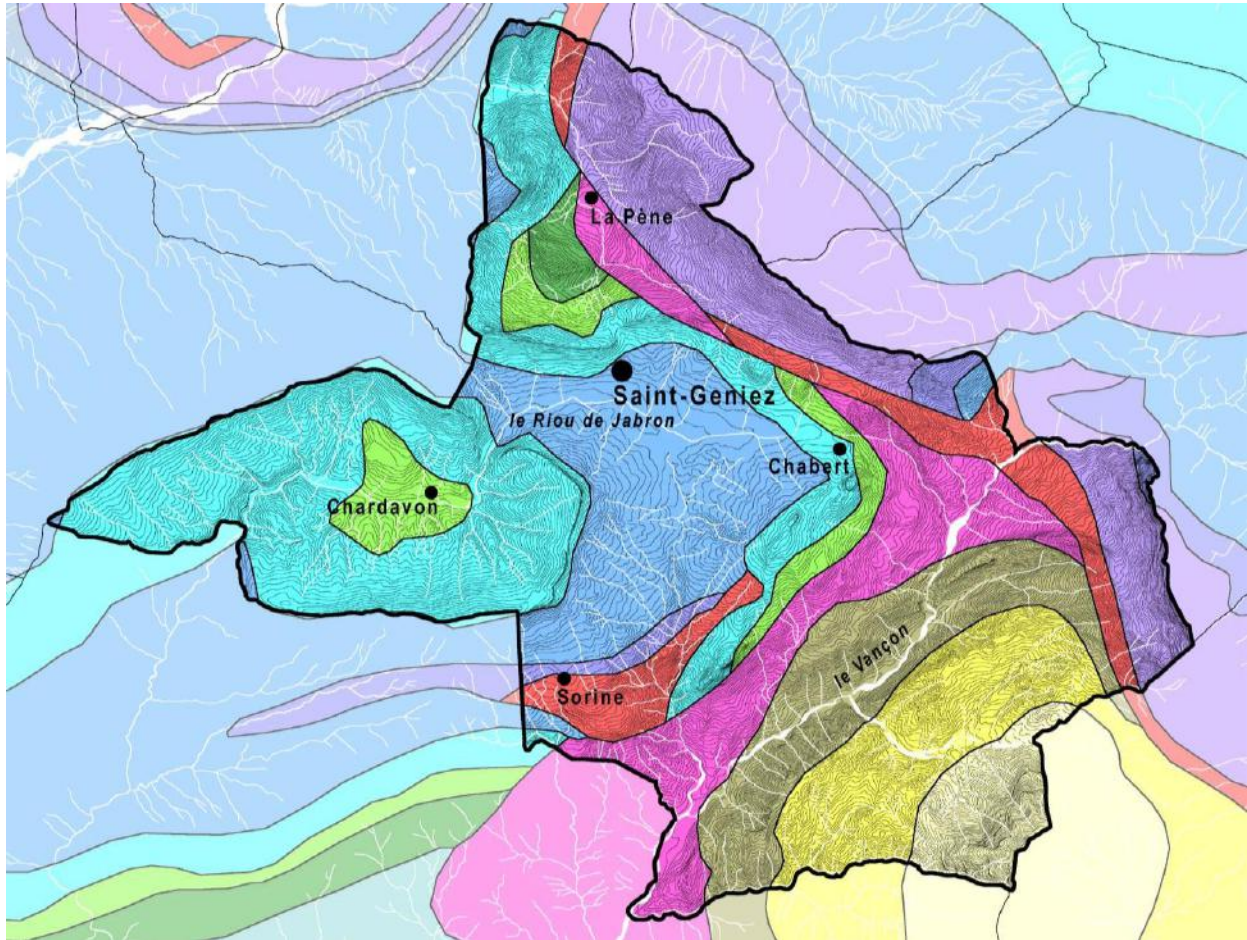 La Pène
Saint-Geniez
le Riou de Jabron
Chabert
Chardavon
le Vançon
Sorine